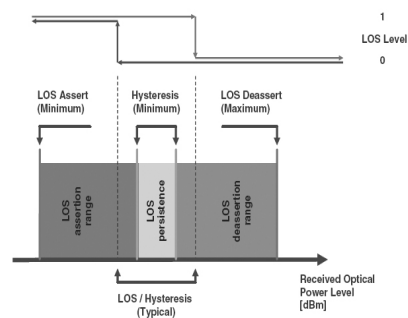 1
LOS Level
0
LOS Assert
(Minimum)
Hysteresis
(Minimum)
LOS Deassert
(Maximum)
LOS
assertion
range
LOS
persistence
LOS
deassertion
range
Received Optical
Power Level
[dBm]
LOS / Hysteresis
(Typical)